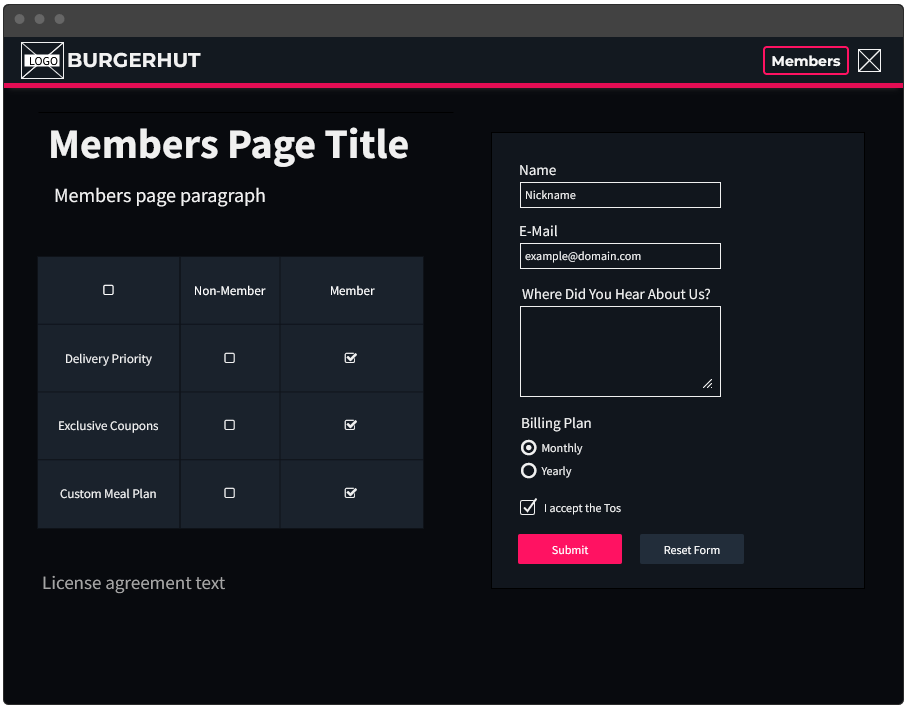 LOGO BURGERHUT
Members
Members Page Title
Members page paragraph
Non-Member Member
Delivery Priority
Exclusive Coupons
Custom Meal Plan
License agreement text
Name
Nickname
E-Mail
example@domain.com
Where Did You Hear About Us?
Billing Plan
Monthly
Yearly
I accept the Tos
Submit Reset Form